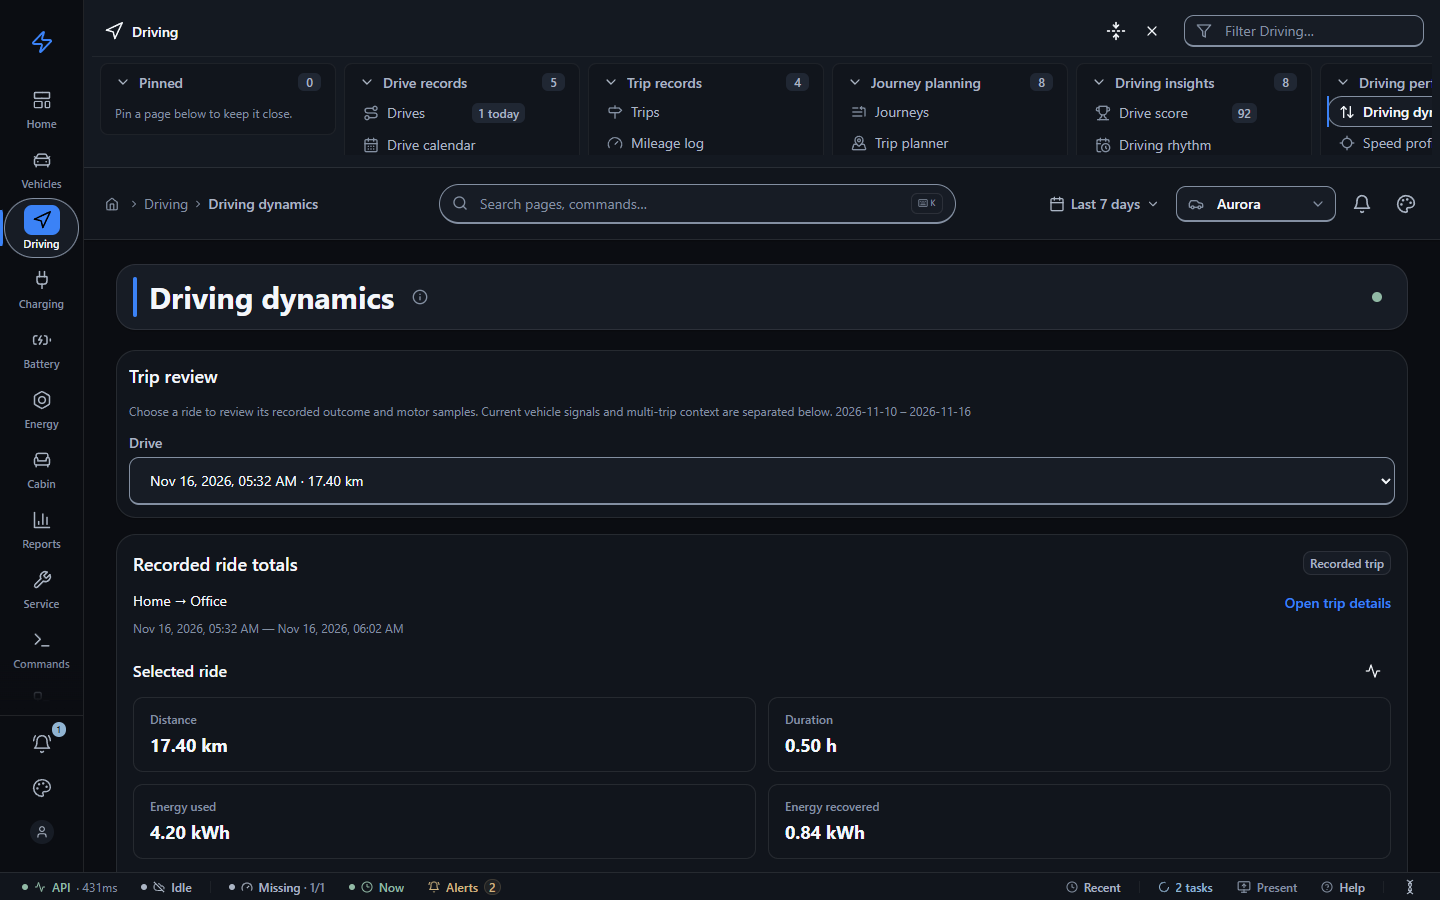 Driving
Filter Driving...
Pinned 0
Pin a page below to keep it close.
Drive records 5
Drives 1 today
Drive calendar
Trip records 4
Trips
Mileage log
Journey planning 8
Journeys
Trip planner
Driving insights 8
Drive score 92
Driving rhythm
Driving per
Driving dy
Speed prof
Home
Vehicles
Driving
Charging
Battery
Energy
Cabin
Reports
Service
Commands
1
Driving > Driving dynamics
Search pages, commands...
K
Last 7 days
Aurora
Driving dynamics
Trip review
Choose a ride to review its recorded outcome and motor samples. Current vehicle signals and multi-trip context are separated below. 2026-11-10 – 2026-11-16
Drive
Nov 16, 2026, 05:32 AM · 17.40 km
Recorded ride totals
Recorded trip
Home → Office
Open trip details
Nov 16, 2026, 05:32 AM — Nov 16, 2026, 06:02 AM
Selected ride
Distance
17.40 km
Duration
0.50 h
Energy used
4.20 kWh
Energy recovered
0.84 kWh
API · 431ms
Idle
Missing · 1/1
Now
Alerts 2
Recent
2 tasks
Present
Help